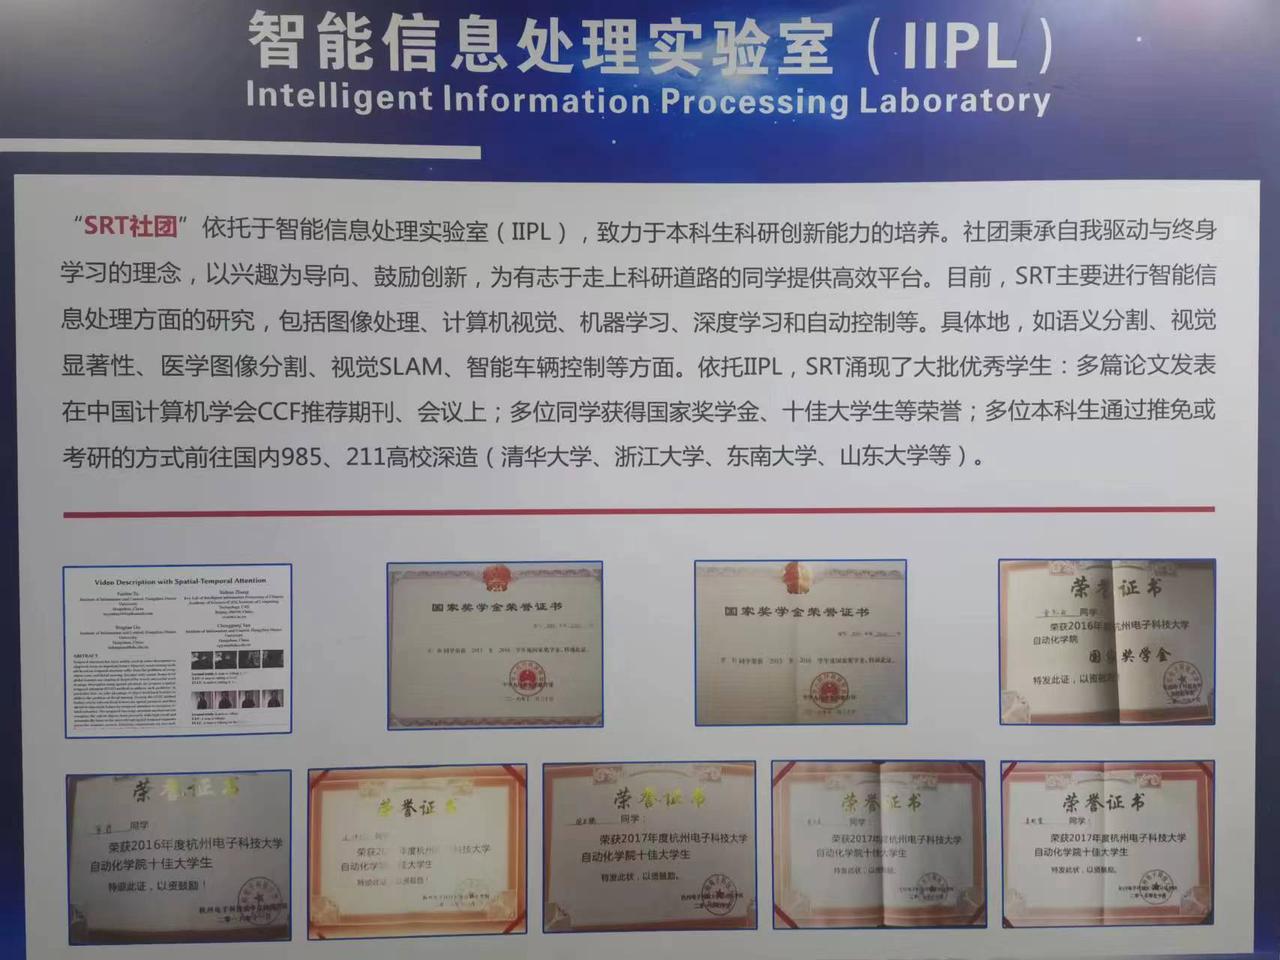 智能信息处理实验室（IIPL）
Intelligent Information Processing Laboratory
“SRT社团”依托于智能信息处理实验室（IIPL），致力于本科生科研创新能力的培养。社团秉承自我驱动与终身
学习的理念，以兴趣为导向、鼓励创新，为有志于走上科研道路的同学提供高效平台。目前，SRT主要进行智能信
息处理方面的研究，包括图像处理、计算机视觉、机器学习、深度学习和自动控制等。具体地，如语义分割、视觉
显著性、医学图像分割、视觉SLAM、智能车辆控制等方面。依托IIPL，SRT涌现了大批优秀学生：多篇论文发表
在中国计算机学会CCF推荐期刊、会议上；多位同学获得国家奖学金、十佳大学生等荣誉；多位本科生通过推免或
考研的方式前往国内985、211高校深造（清华大学、浙江大学、东南大学、山东大学等）。
Video Description with Spatial-Temporal Attention
ABSTRACT
国家奖学金荣誉证书
国家奖学金荣誉证书
荣誉证书
同学：
荣获2016年度杭州电子科技大学
自动化学院
国家奖学金
特发此证，以资鼓励
荣誉证书
同学
荣获2016年度杭州电子科技大学
自动化学院十佳大学生
特颁此证，以资鼓励！
荣誉证书
同学：
荣获 年度杭州电子科技大学
自动化学院十佳大学生
特颁此证，以资鼓励！
荣誉证书
同学：
荣获2017年度杭州电子科技大学
自动化学院十佳大学生
特发此状，以资鼓励。
荣誉证书
同学：
荣获2017年度杭州电子科技大学
自动化学院十佳大学生
特发此状，以资鼓励。
荣誉证书
同学：
荣获2017年度杭州电子科技大学
自动化学院十佳大学生
特发此状，以资鼓励。